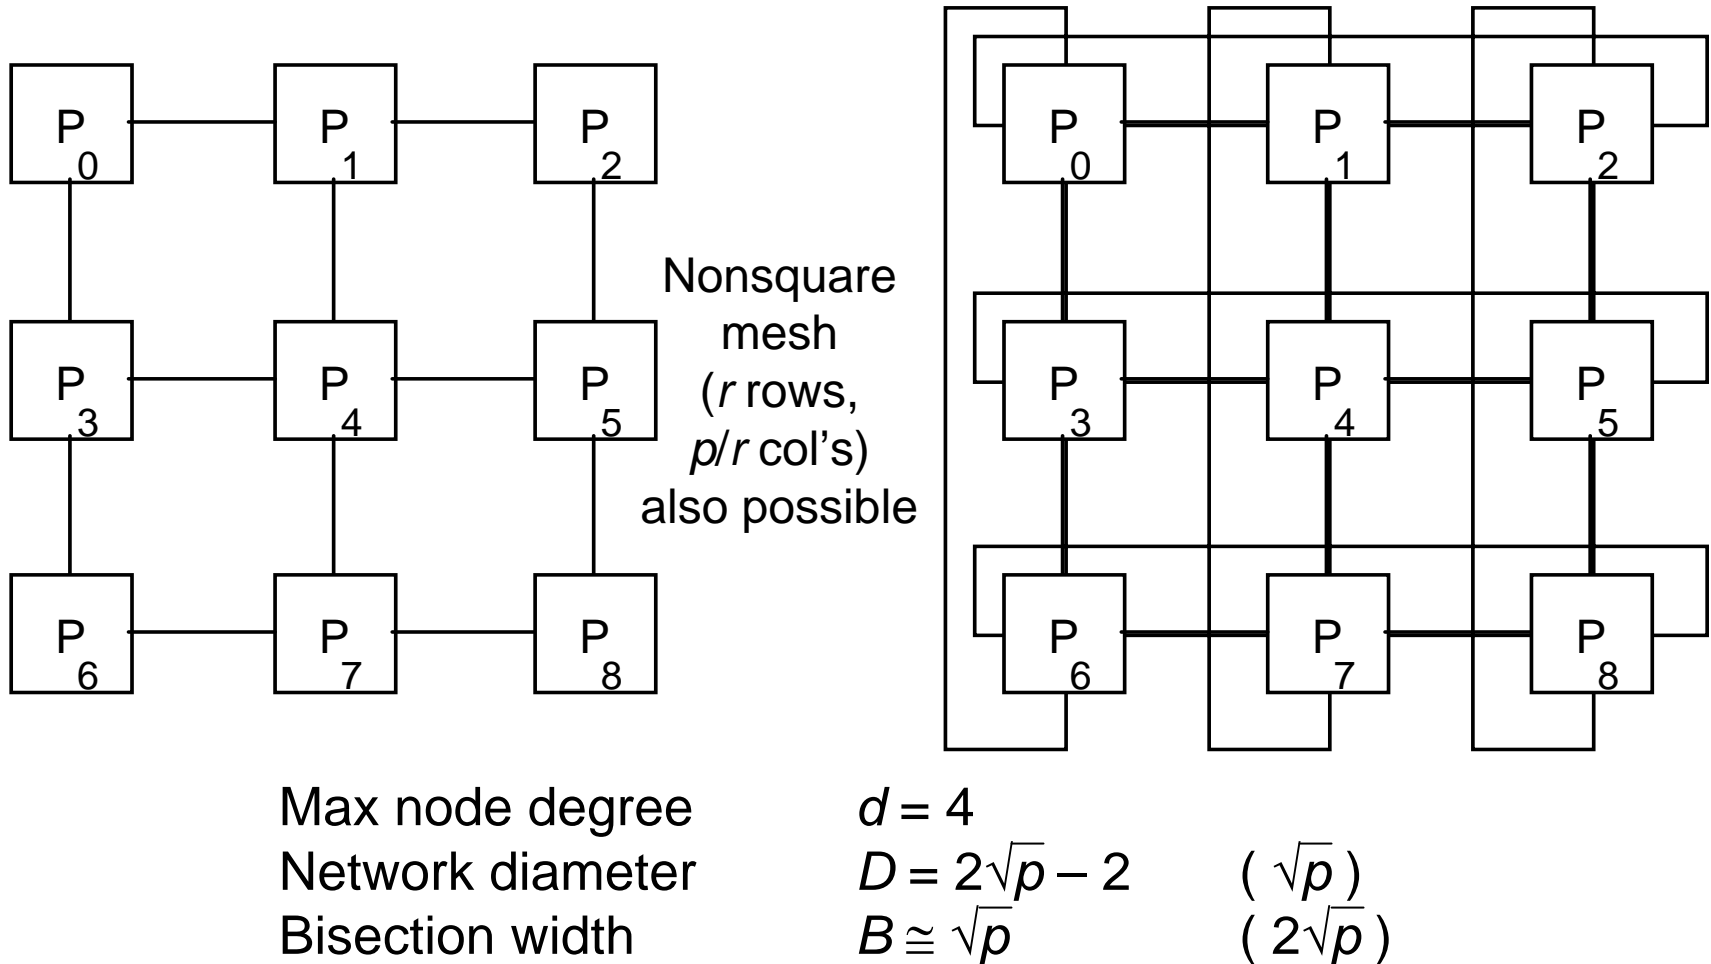 P0 P1 P2
P3 P4 P5
P6 P7 P8
Nonsquare
mesh
(r rows,
p/r col's)
also possible
P0 P1 P2
P3 P4 P5
P6 P7 P8
Max node degree d = 4
Network diameter D = 2√p – 2 ( √p )
Bisection width B ≅ √p ( 2√p )